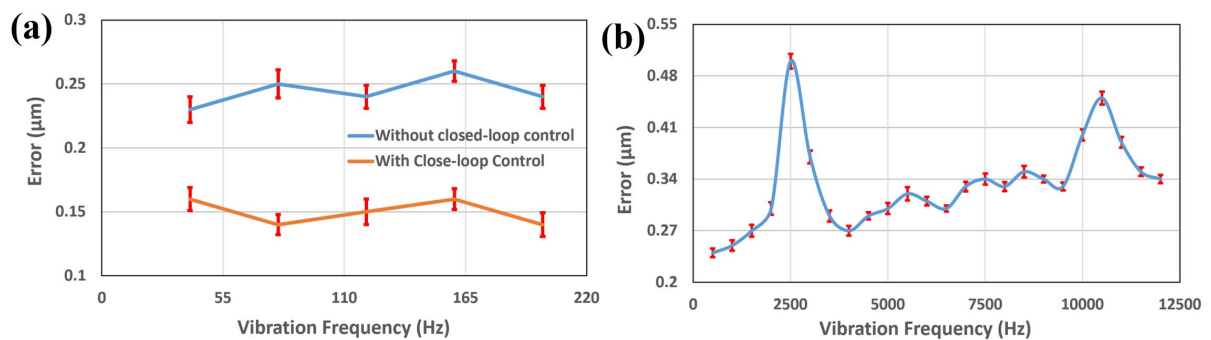 (a)
0.3
0.25
0.2
0.15
0.1
Error (μm)
Without closed-loop control
With Close-loop Control
0
55
110
165
220
Vibration Frequency (Hz)
(b)
0.55
0.48
0.41
0.34
0.27
0.2
Error (μm)
0
2500
5000
7500
10000
12500
Vibration Frequency (Hz)